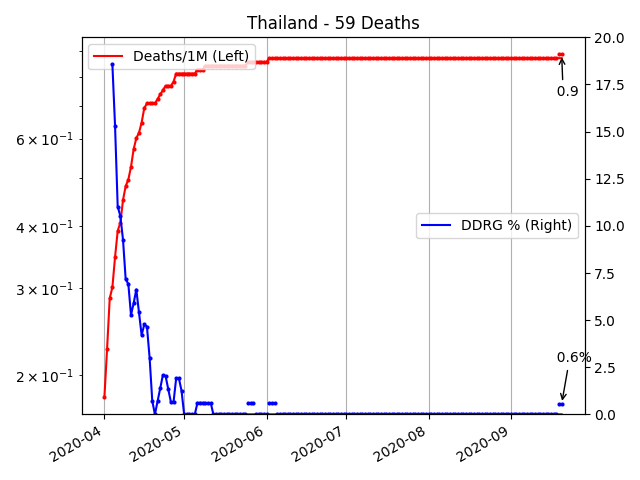 Thailand - 59 Deaths
Deaths/1M (Left)
DDRG % (Right)
6 × 10⁻¹
4 × 10⁻¹
3 × 10⁻¹
2 × 10⁻¹
20.0
17.5
15.0
12.5
10.0
7.5
5.0
2.5
0.0
0.9
0.6%
2020-04
2020-05
2020-06
2020-07
2020-08
2020-09